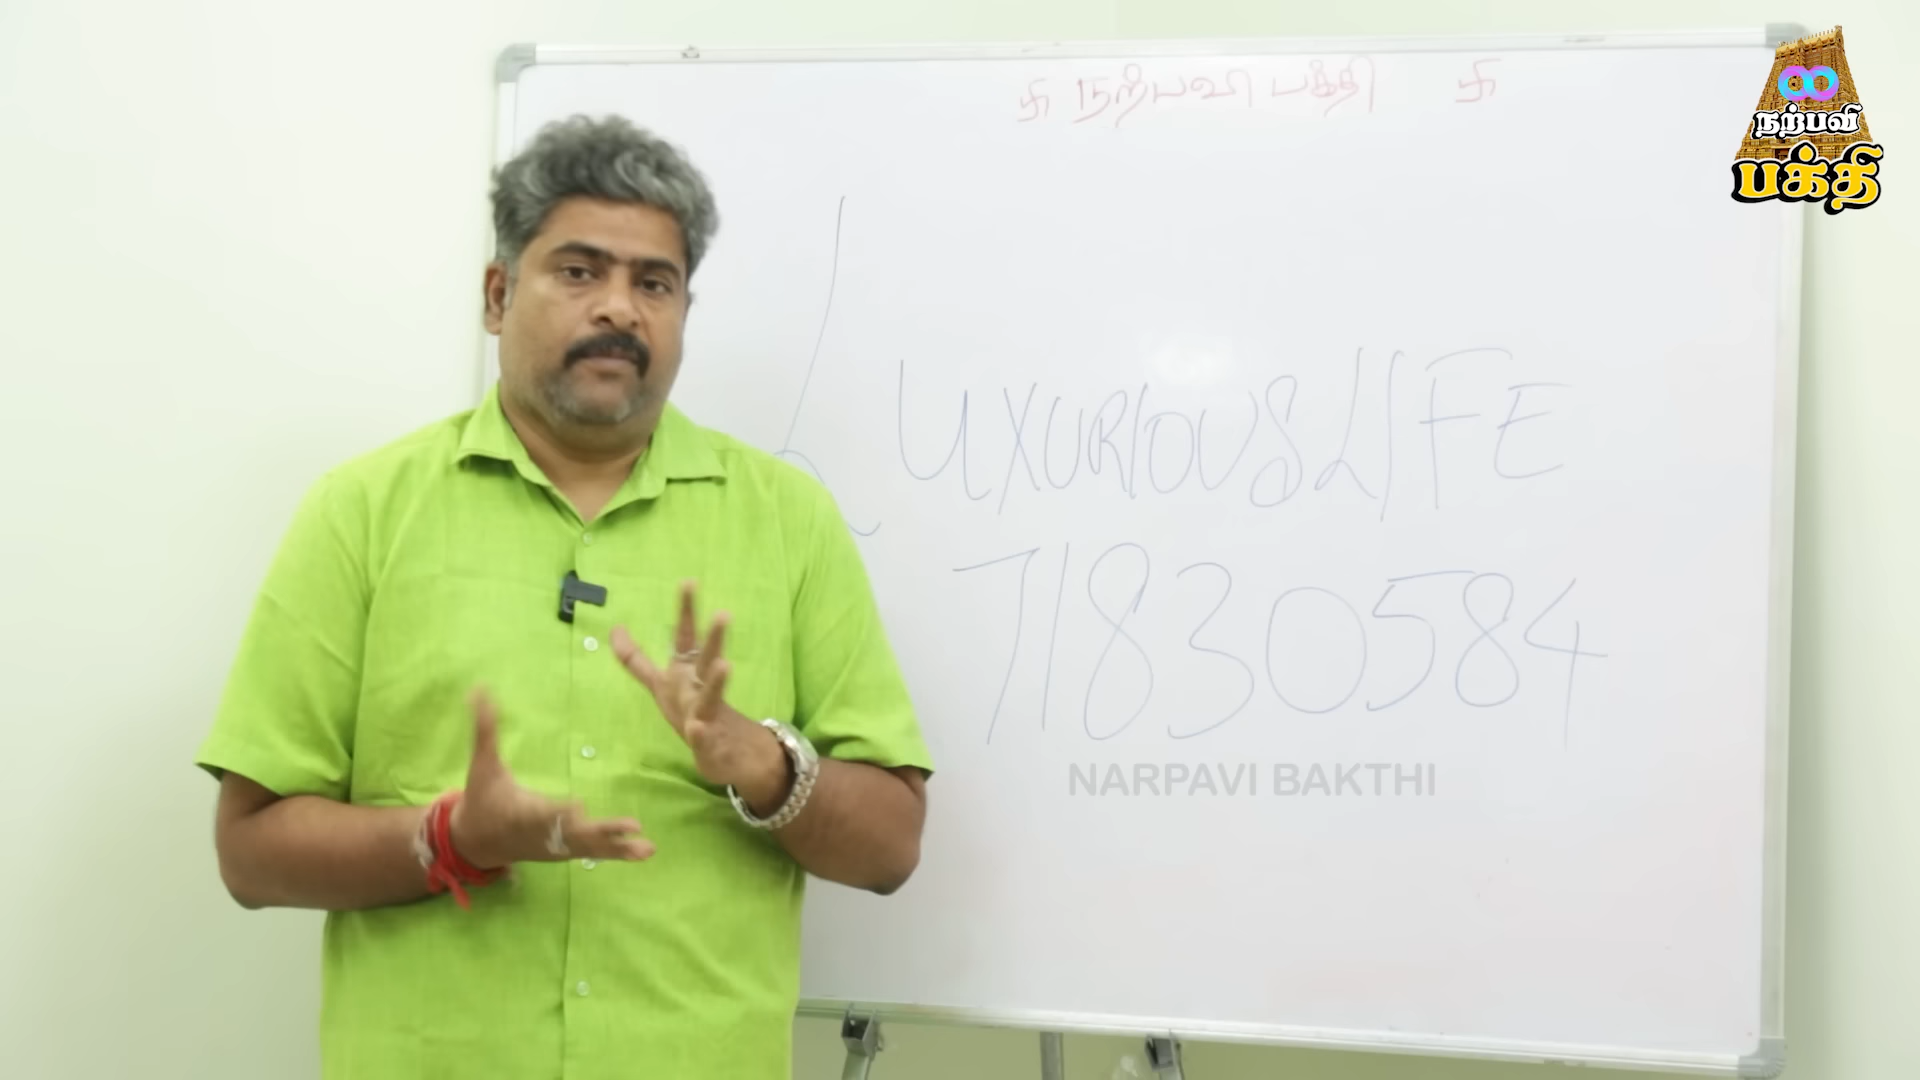 தி நற்பவி பக்தி தி
நற்பவி
பக்தி
LUXURIOUS LIFE
71830584
NARPAVI BAKTHI